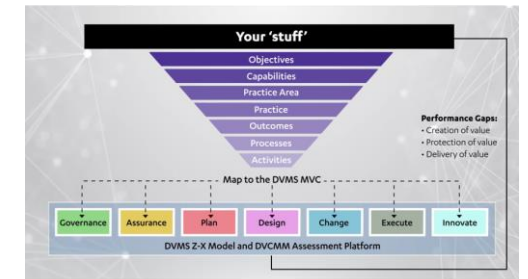 Your ‘stuff’
Objectives
Capabilities
Practice Area
Practice
Outcomes
Processes
Activities
Performance Gaps:
• Creation of value
• Protection of value
• Delivery of value
Map to the DVMS MVC
Governance
Assurance
Plan
Design
Change
Execute
Innovate
DVMS Z-X Model and DVCMM Assessment Platform